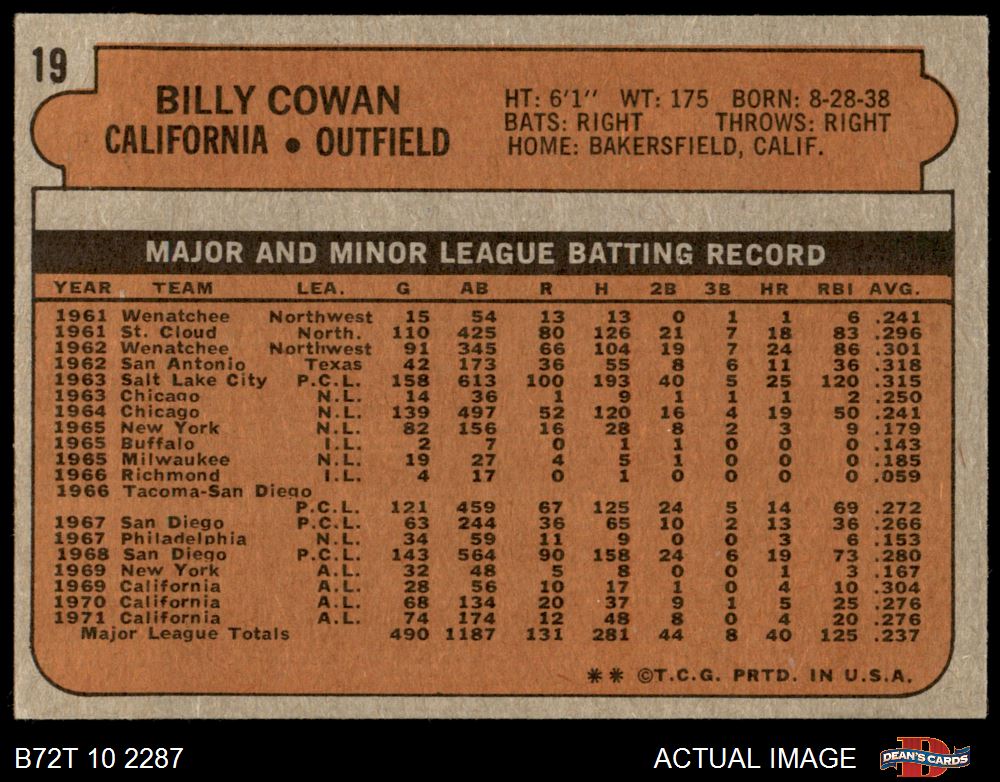 19
BILLY COWAN
CALIFORNIA • OUTFIELD
HT: 6'1'' WT: 175 BORN: 8-28-38
BATS: RIGHT THROWS: RIGHT
HOME: BAKERSFIELD, CALIF.
MAJOR AND MINOR LEAGUE BATTING RECORD
YEAR TEAM LEA. G AB R H 2B 3B HR RBI AVG.
1961 Wenatchee Northwest 15 54 13 13 0 1 1 6 .241
1961 St. Cloud North. 110 425 80 126 21 7 18 83 .296
1962 Wenatchee Northwest 91 345 66 104 19 7 24 86 .301
1962 San Antonio Texas 42 173 36 55 8 6 11 36 .318
1963 Salt Lake City P.C.L. 158 613 100 193 40 5 25 120 .315
1963 Chicago N.L. 14 36 1 9 1 1 1 2 .250
1964 Chicago N.L. 139 497 52 120 16 4 19 50 .241
1965 New York N.L. 82 156 16 28 8 2 3 9 .179
1965 Buffalo I.L. 2 7 0 1 1 0 0 0 .143
1965 Milwaukee N.L. 19 27 4 5 1 0 0 0 .185
1966 Richmond I.L. 4 17 0 1 0 0 0 0 .059
1966 Tacoma-San Diego
P.C.L. 121 459 67 125 24 5 14 69 .272
1967 San Diego P.C.L. 63 244 36 65 10 2 13 36 .266
1967 Philadelphia N.L. 34 59 11 9 0 0 3 6 .153
1968 San Diego P.C.L. 143 564 90 158 24 6 19 73 .280
1969 New York A.L. 32 48 5 8 0 0 1 3 .167
1969 California A.L. 28 56 10 17 1 0 4 10 .304
1970 California A.L. 68 134 20 37 9 1 5 25 .276
1971 California A.L. 74 174 12 48 8 0 4 20 .276
Major League Totals 490 1187 131 281 44 8 40 125 .237
** ©T.C.G. PRTD. IN U.S.A.
B72T 10 2287
ACTUAL IMAGE
DEAN'S CARDS